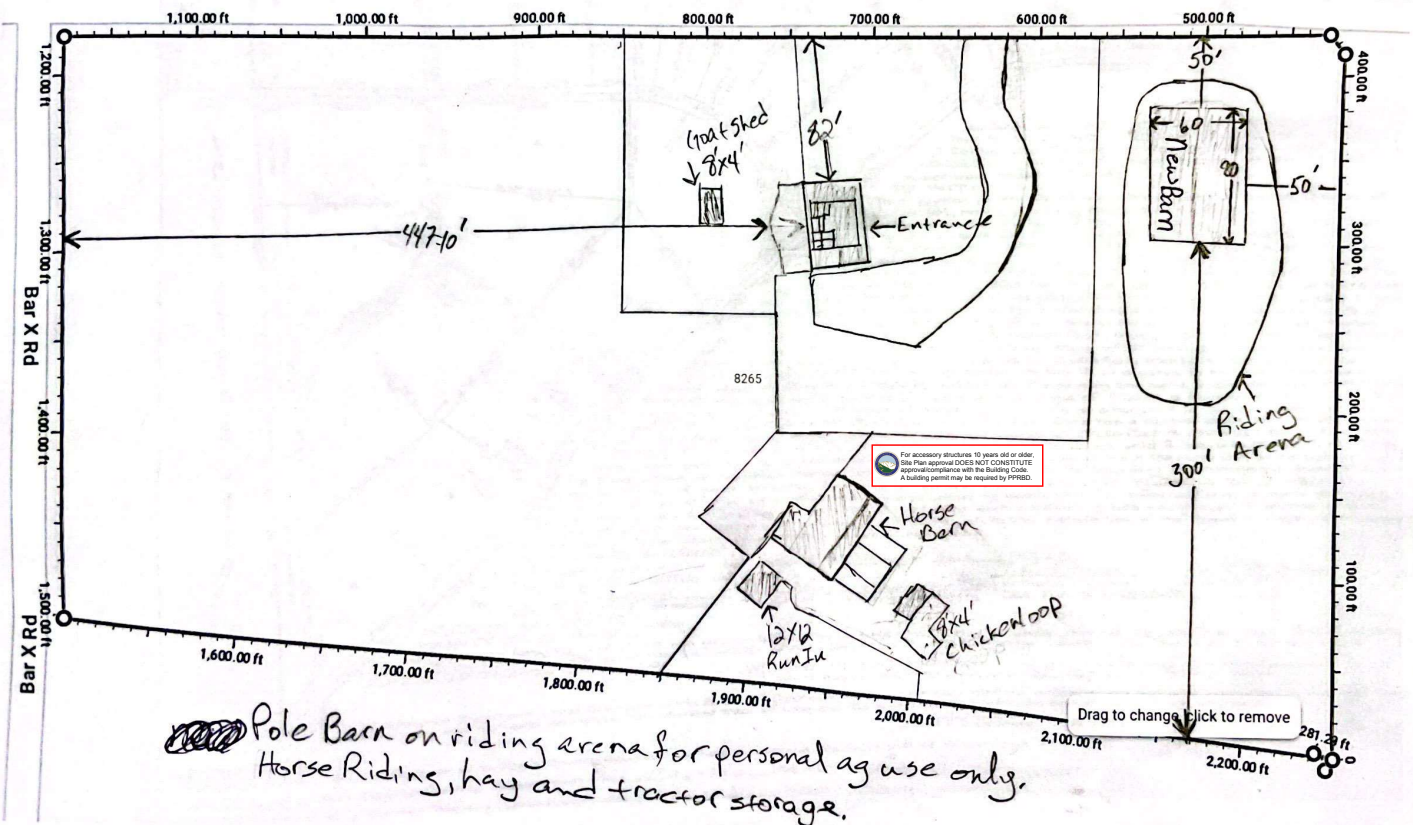 1,100.00 ft
1,000.00 ft
900.00 ft
800.00 ft
700.00 ft
600.00 ft
500.00 ft
400.00 ft
300.00 ft
200.00 ft
100.00 ft
0
281.29 ft
1,200.00 ft
1,300.00 ft
1,400.00 ft
1,500.00 ft
Bar X Rd
Bar X Rd
1,600.00 ft
1,700.00 ft
1,800.00 ft
1,900.00 ft
2,000.00 ft
2,100.00 ft
2,200.00 ft
Goat Shed
8'x4'
82'
50'
60
New Barn
50'
447-10'
Entrance
8265
Riding
Arena
300'
For accessory structures 10 years old or older,
Site Plan approval DOES NOT CONSTITUTE
approval/compliance with the Building Code.
A building permit may be required by PPRBD.
Horse
Barn
12x12
Run In
8x4'
Drag to change, click to remove
Pole Barn on riding arena for personal ag use only.
Horse Riding, hay and tractor storage.